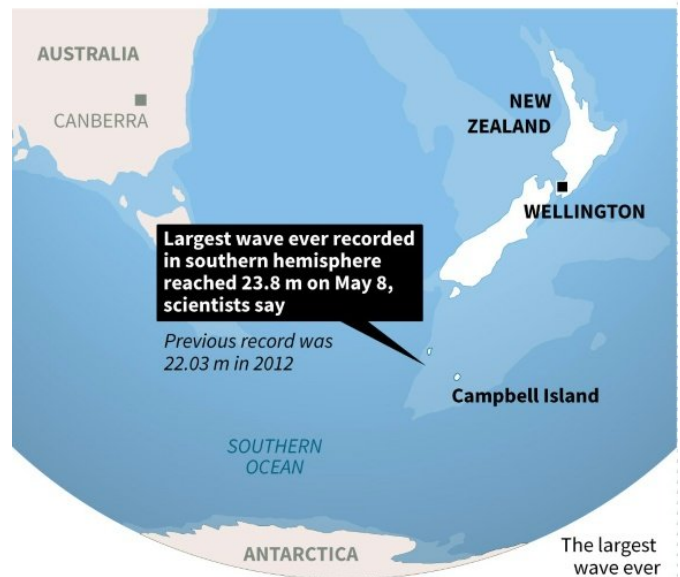 AUSTRALIA
CANBERRA
NEW
ZEALAND
WELLINGTON
Largest wave ever recorded
in southern hemisphere
reached 23.8 m on May 8,
scientists say
Previous record was
22.03 m in 2012
Campbell Island
SOUTHERN
OCEAN
ANTARCTICA
The largest
wave ever